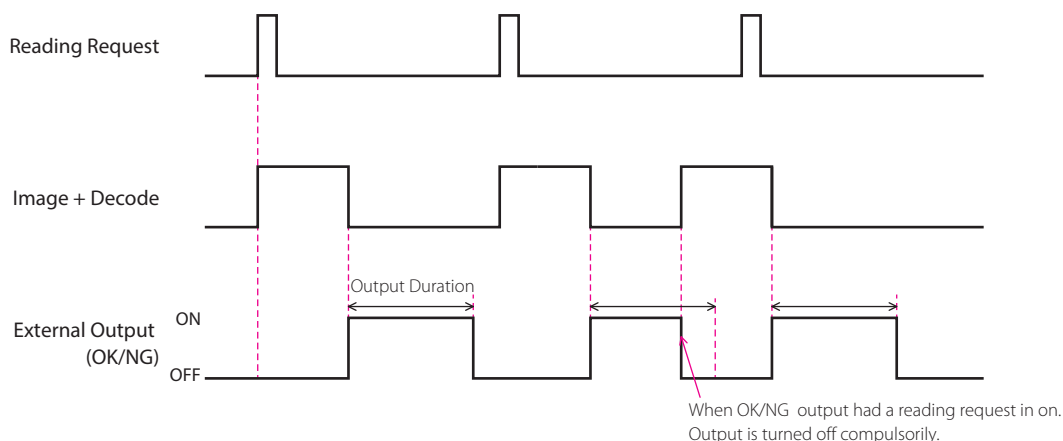 Reading Request
Image + Decode
Output Duration
External Output
(OK/NG)
ON
OFF
When OK/NG output had a reading request in on.
Output is turned off compulsorily.